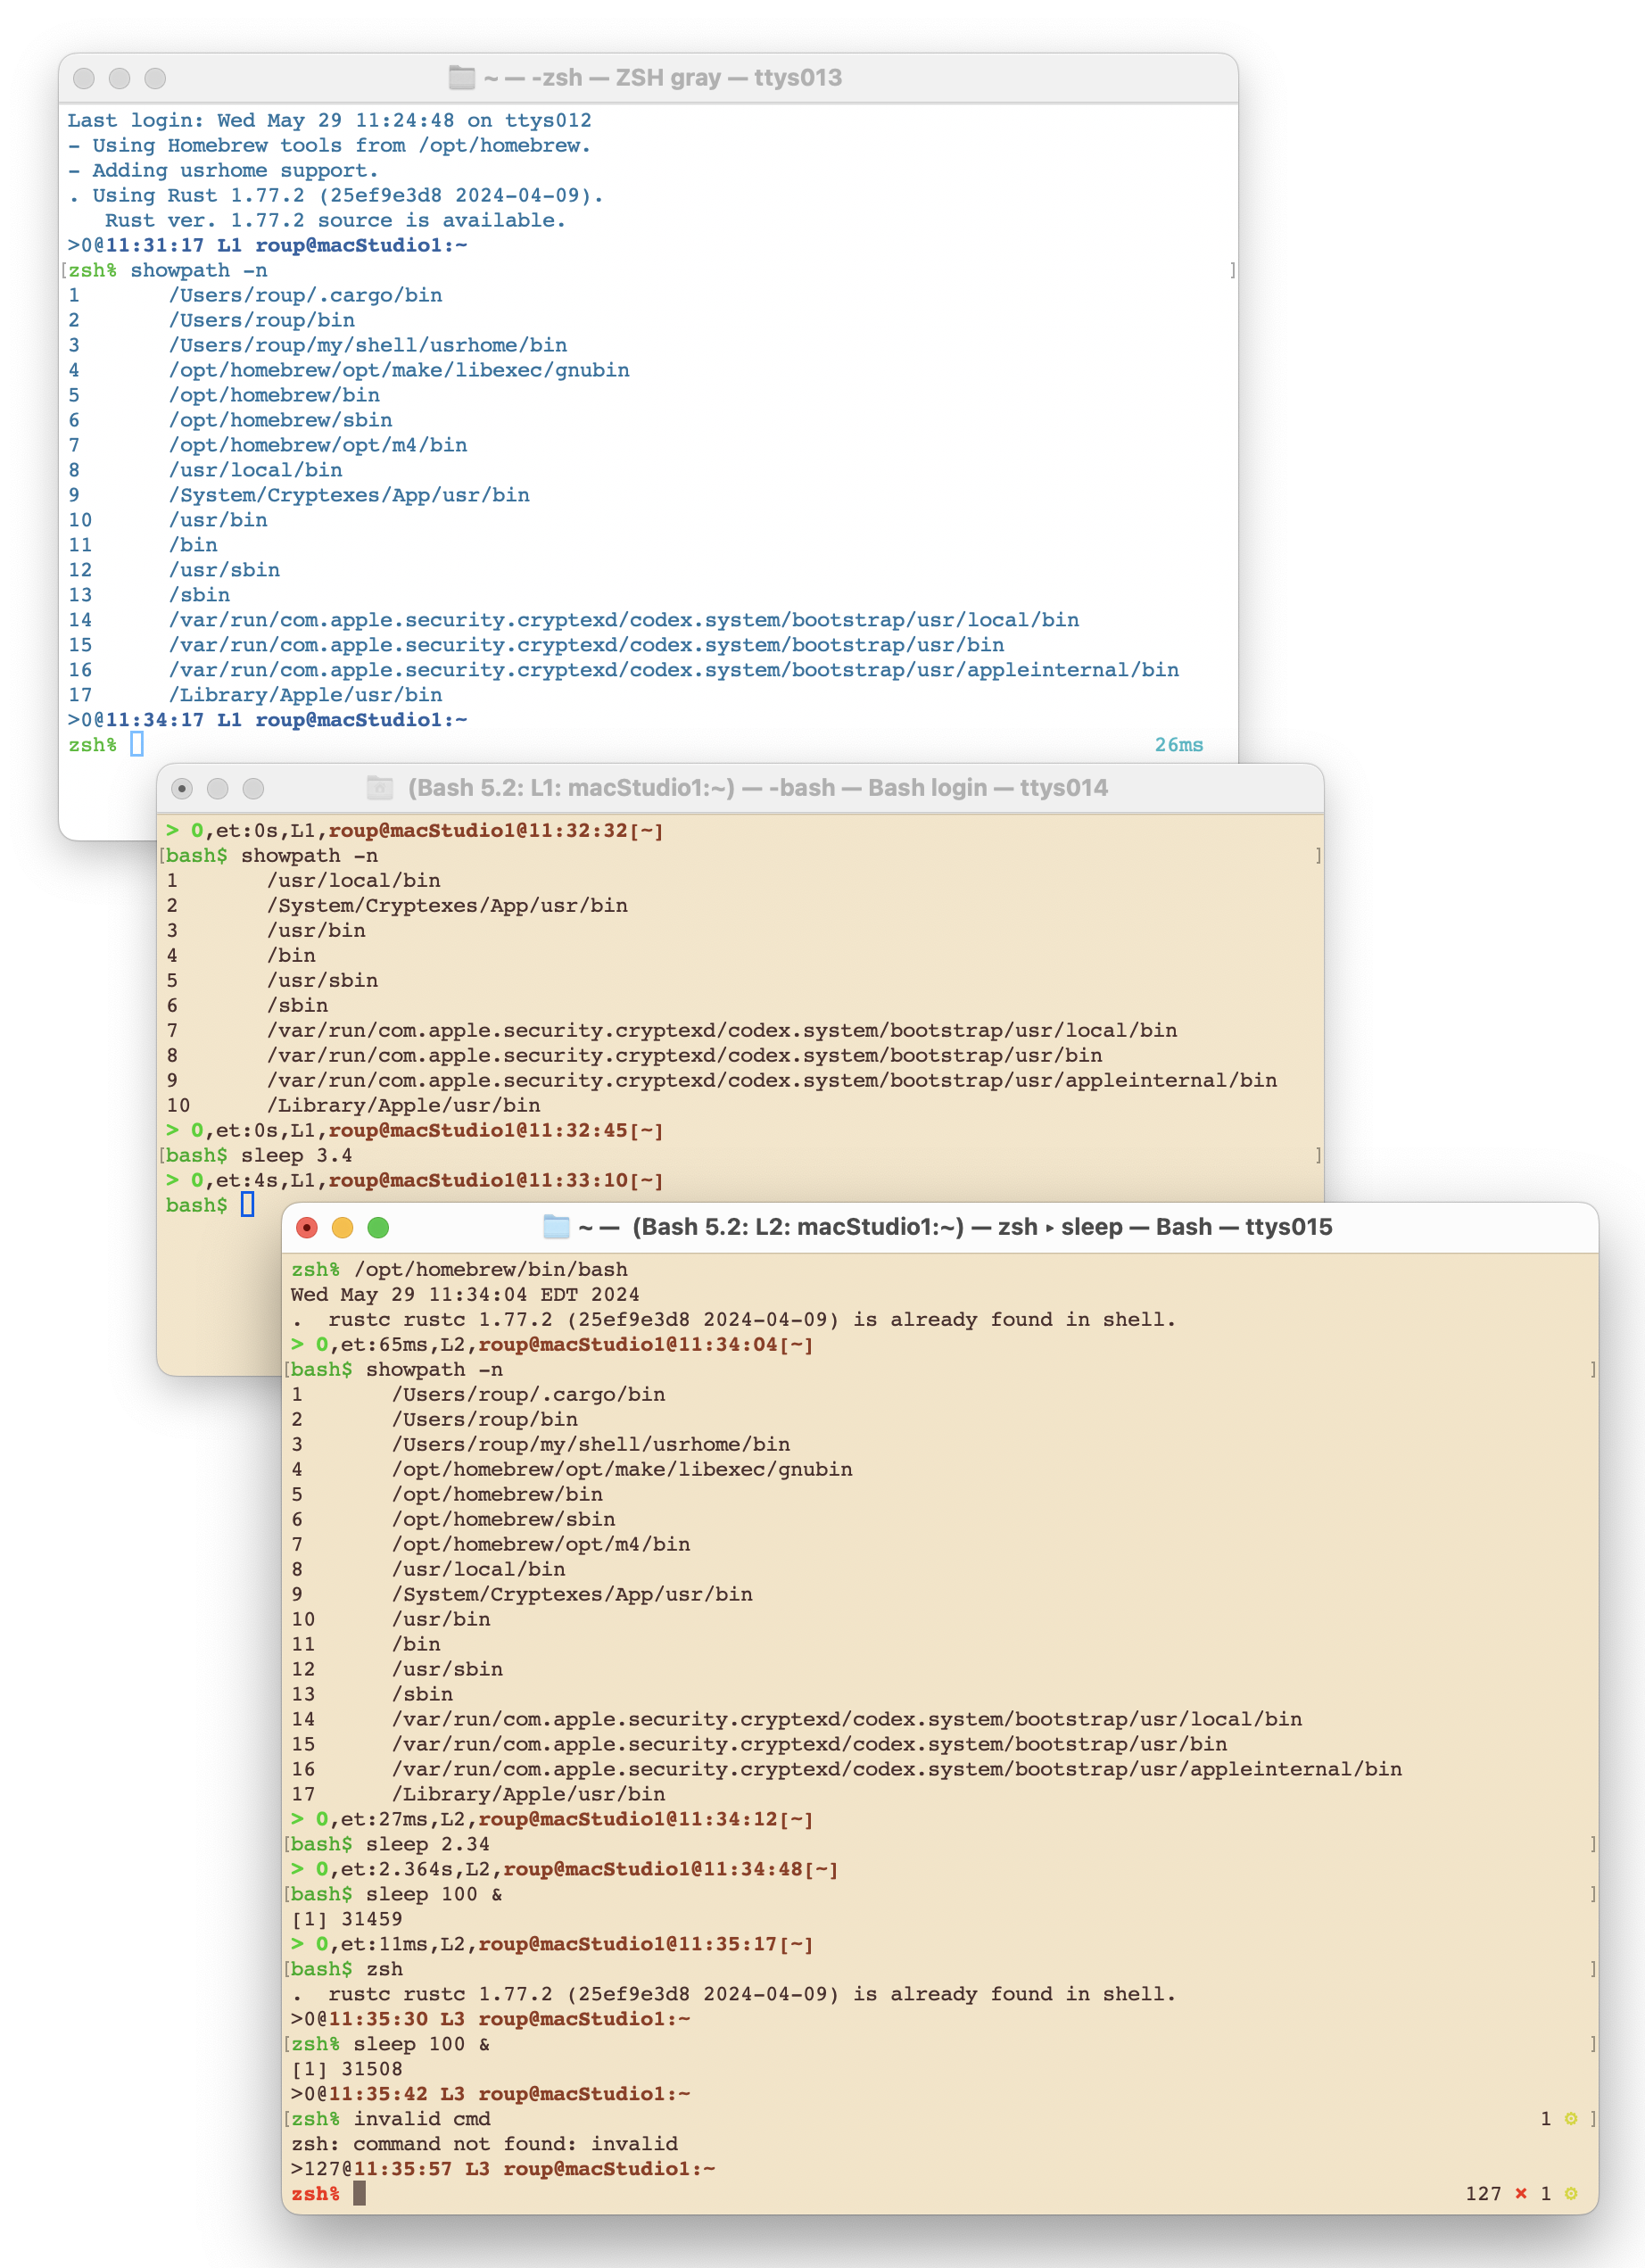 ~ — -zsh — ZSH gray — ttys013
Last login: Wed May 29 11:24:48 on ttys012
- Using Homebrew tools from /opt/homebrew.
- Adding usrhome support.
. Using Rust 1.77.2 (25ef9e3d8 2024-04-09).
   Rust ver. 1.77.2 source is available.
>0@11:31:17 L1 roup@macStudio1:~
[zsh% showpath -n ]
1 /Users/roup/.cargo/bin
2 /Users/roup/bin
3 /Users/roup/my/shell/usrhome/bin
4 /opt/homebrew/opt/make/libexec/gnubin
5 /opt/homebrew/bin
6 /opt/homebrew/sbin
7 /opt/homebrew/opt/m4/bin
8 /usr/local/bin
9 /System/Cryptexes/App/usr/bin
10 /usr/bin
11 /bin
12 /usr/sbin
13 /sbin
14 /var/run/com.apple.security.cryptexd/codex.system/bootstrap/usr/local/bin
15 /var/run/com.apple.security.cryptexd/codex.system/bootstrap/usr/bin
16 /var/run/com.apple.security.cryptexd/codex.system/bootstrap/usr/appleinternal/bin
17 /Library/Apple/usr/bin
>0@11:34:17 L1 roup@macStudio1:~
zsh% 26ms
(Bash 5.2: L1: macStudio1:~) — -bash — Bash login — ttys014
> 0,et:0s,L1,roup@macStudio1@11:32:32[~]
[bash$ showpath -n ]
1 /usr/local/bin
2 /System/Cryptexes/App/usr/bin
3 /usr/bin
4 /bin
5 /usr/sbin
6 /sbin
7 /var/run/com.apple.security.cryptexd/codex.system/bootstrap/usr/local/bin
8 /var/run/com.apple.security.cryptexd/codex.system/bootstrap/usr/bin
9 /var/run/com.apple.security.cryptexd/codex.system/bootstrap/usr/appleinternal/bin
10 /Library/Apple/usr/bin
> 0,et:0s,L1,roup@macStudio1@11:32:45[~]
[bash$ sleep 3.4 ]
> 0,et:4s,L1,roup@macStudio1@11:33:10[~]
bash$
~ — (Bash 5.2: L2: macStudio1:~) — zsh ▸ sleep — Bash — ttys015
zsh% /opt/homebrew/bin/bash
Wed May 29 11:34:04 EDT 2024
.  rustc rustc 1.77.2 (25ef9e3d8 2024-04-09) is already found in shell.
> 0,et:65ms,L2,roup@macStudio1@11:34:04[~]
[bash$ showpath -n ]
1 /Users/roup/.cargo/bin
2 /Users/roup/bin
3 /Users/roup/my/shell/usrhome/bin
4 /opt/homebrew/opt/make/libexec/gnubin
5 /opt/homebrew/bin
6 /opt/homebrew/sbin
7 /opt/homebrew/opt/m4/bin
8 /usr/local/bin
9 /System/Cryptexes/App/usr/bin
10 /usr/bin
11 /bin
12 /usr/sbin
13 /sbin
14 /var/run/com.apple.security.cryptexd/codex.system/bootstrap/usr/local/bin
15 /var/run/com.apple.security.cryptexd/codex.system/bootstrap/usr/bin
16 /var/run/com.apple.security.cryptexd/codex.system/bootstrap/usr/appleinternal/bin
17 /Library/Apple/usr/bin
> 0,et:27ms,L2,roup@macStudio1@11:34:12[~]
[bash$ sleep 2.34 ]
> 0,et:2.364s,L2,roup@macStudio1@11:34:48[~]
[bash$ sleep 100 & ]
[1] 31459
> 0,et:11ms,L2,roup@macStudio1@11:35:17[~]
[bash$ zsh ]
.  rustc rustc 1.77.2 (25ef9e3d8 2024-04-09) is already found in shell.
>0@11:35:30 L3 roup@macStudio1:~
[zsh% sleep 100 & ]
[1] 31508
>0@11:35:42 L3 roup@macStudio1:~
[zsh% invalid cmd 1 ⚙ ]
zsh: command not found: invalid
>127@11:35:57 L3 roup@macStudio1:~
zsh% 127 × 1 ⚙